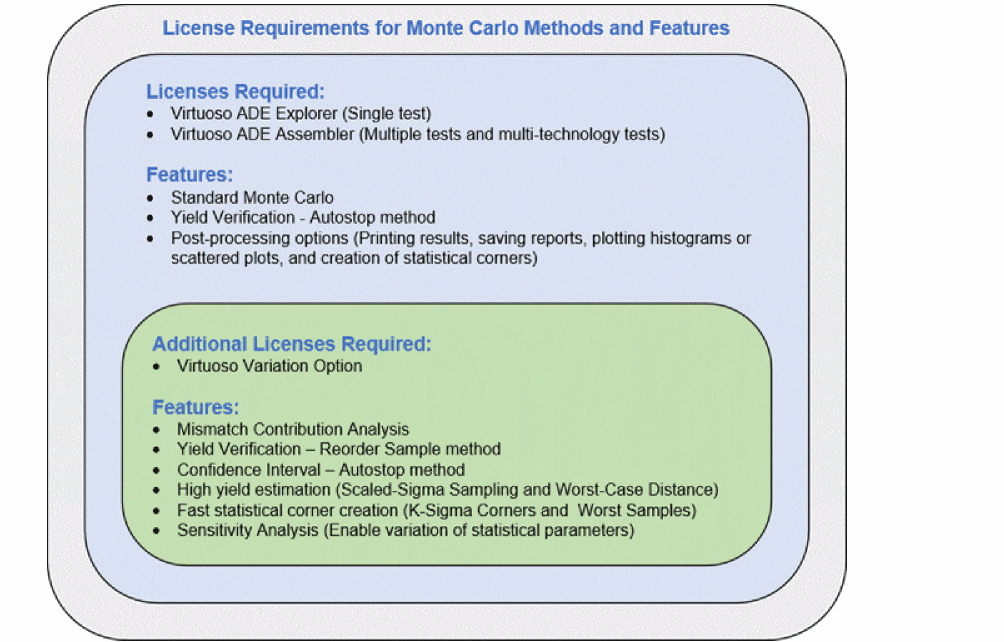 License Requirements for Monte Carlo Methods and Features
Licenses Required:
• Virtuoso ADE Explorer (Single test)
• Virtuoso ADE Assembler (Multiple tests and multi-technology tests)
Features:
• Standard Monte Carlo
• Yield Verification - Autostop method
• Post-processing options (Printing results, saving reports, plotting histograms or
scattered plots, and creation of statistical corners)
Additional Licenses Required:
• Virtuoso Variation Option
Features:
• Mismatch Contribution Analysis
• Yield Verification – Reorder Sample method
• Confidence Interval – Autostop method
• High yield estimation (Scaled-Sigma Sampling and Worst-Case Distance)
• Fast statistical corner creation (K-Sigma Corners and Worst Samples)
• Sensitivity Analysis (Enable variation of statistical parameters)